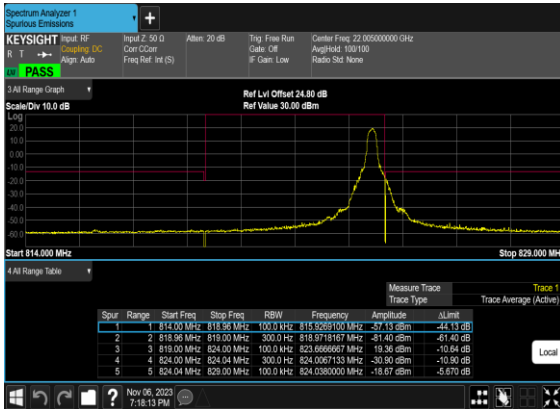 Spectrum Analyzer 1
Spurious Emissions
+
KEYSIGHT Input: RF Input Z: 50 Ω Atten: 20 dB Trig: Free Run Center Freq: 22.005000000 GHz
R T Coupling: DC Corr CCorr Gate: Off Avg|Hold: 100/100
Align: Auto Freq Ref: Int (S) IF Gain: Low Radio Std: None
PASS
3 All Range Graph
Ref Lvl Offset 24.80 dB
Scale/Div 10.0 dB Ref Value 30.00 dBm
Log
20.0
10.0
0.00
-10.0
-20.0
-30.0
-40.0
-50.0
-60.0
Start 814.000 MHz Stop 829.000 MH
4 All Range Table
Measure Trace Trace 1
Trace Type Trace Average (Active)
Spur Range Start Freq Stop Freq RBW Frequency Amplitude ΔLimit
1 1 814.00 MHz 818.96 MHz 100.0 kHz 815.9269100 MHz -57.13 dBm -44.13 dB
2 2 818.96 MHz 819.00 MHz 300.0 Hz 818.9718167 MHz -81.40 dBm -61.40 dB
3 3 819.00 MHz 824.00 MHz 100.0 kHz 823.6666667 MHz 19.36 dBm -10.64 dB
4 4 824.00 MHz 824.04 MHz 300.0 Hz 824.0067133 MHz -30.90 dBm -10.90 dB
5 5 824.04 MHz 829.00 MHz 100.0 kHz 824.0380000 MHz -18.67 dBm -5.670 dB
Local
?
Nov 06, 2023
7:18:13 PM